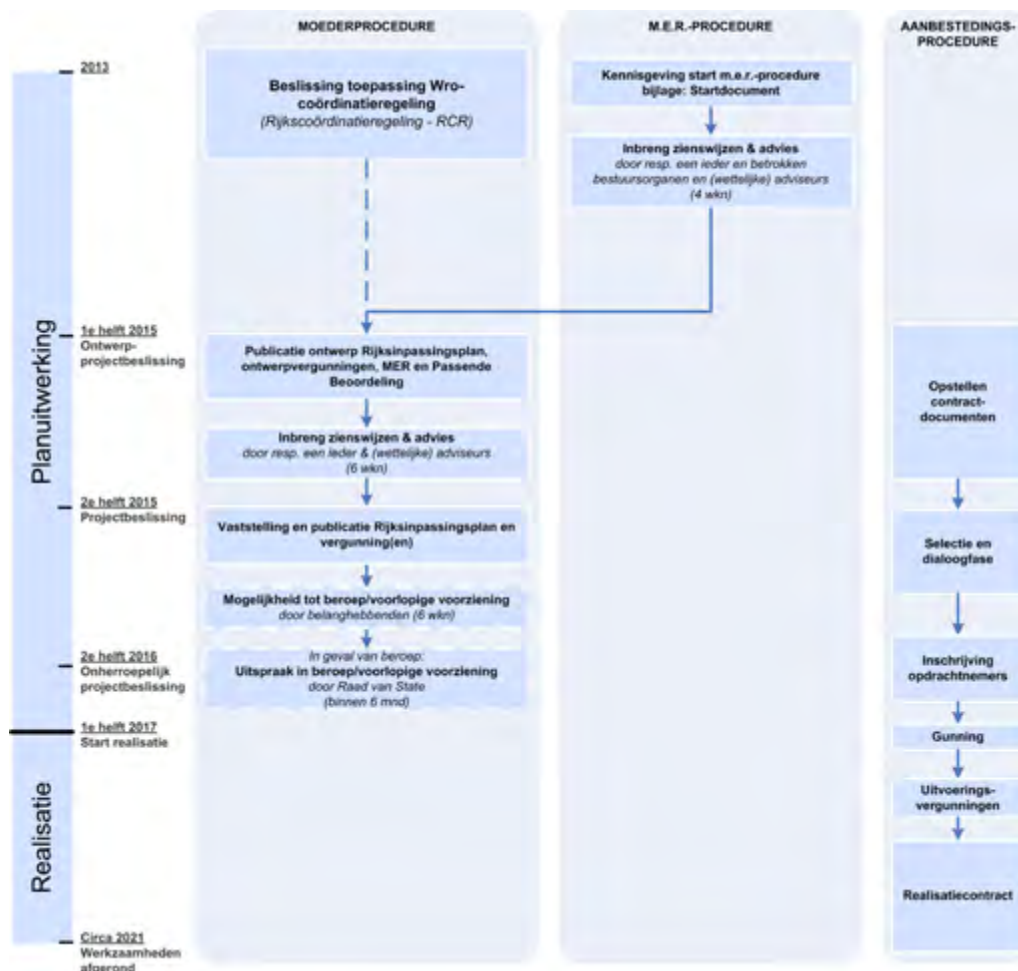 MOEDERPROCEDURE
M.E.R.-PROCEDURE
AANBESTEDINGS-
PROCEDURE
Planuitwerking
Realisatie
2013
1e helft 2015
Ontwerp-
projectbeslissing
2e helft 2015
Projectbeslissing
2e helft 2016
Onherroepelijk
projectbeslissing
1e helft 2017
Start realisatie
Circa 2021
Werkzaamheden
afgerond
Beslissing toepassing Wro-
coördinatieregeling
(Rijkscoördinatieregeling - RCR)
Publicatie ontwerp Rijksinpassingsplan,
ontwerpvergunningen, MER en Passende
Beoordeling
Inbreng zienswijzen & advies
door resp. een ieder & (wettelijke) adviseurs
(6 wkn)
Vaststelling en publicatie Rijksinpassingsplan en
vergunning(en)
Mogelijkheid tot beroep/voorlopige voorziening
door belanghebbenden (6 wkn)
In geval van beroep:
Uitspraak in beroep/voorlopige voorziening
door Raad van State
(binnen 6 mnd)
Kennisgeving start m.e.r.-procedure
bijlage: Startdocument
Inbreng zienswijzen & advies
door resp. een ieder en betrokken
bestuursorganen en (wettelijke) adviseurs
(4 wkn)
Opstellen
contract-
documenten
Selectie en
dialoogfase
Inschrijving
opdrachtnemers
Gunning
Uitvoerings-
vergunningen
Realisatiecontract